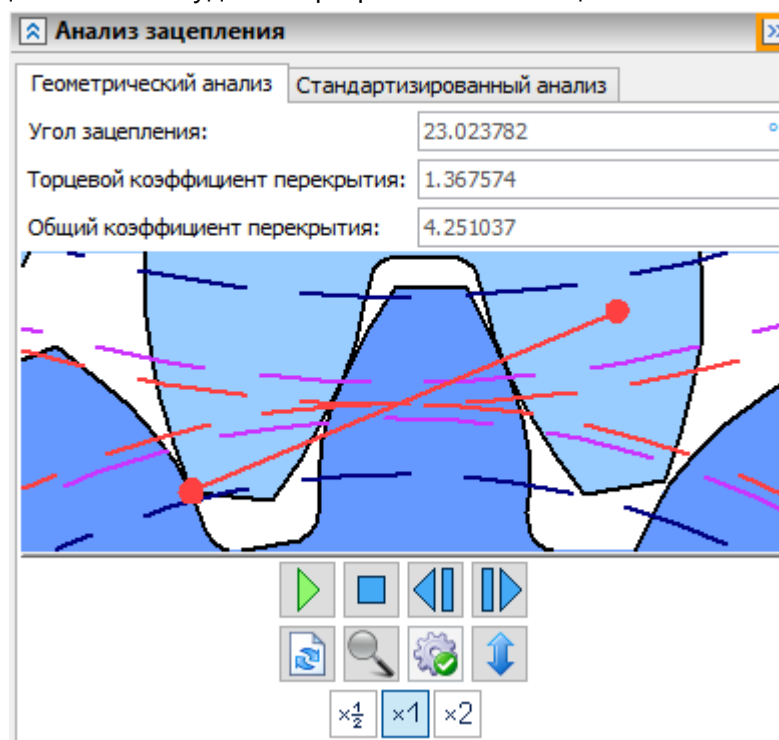 Анализ зацепления
Геометрический анализ Стандартизированный анализ
Угол зацепления: 23.023782 °
Торцевой коэффициент перекрытия: 1.367574
Общий коэффициент перекрытия: 4.251037
×½ ×1 ×2